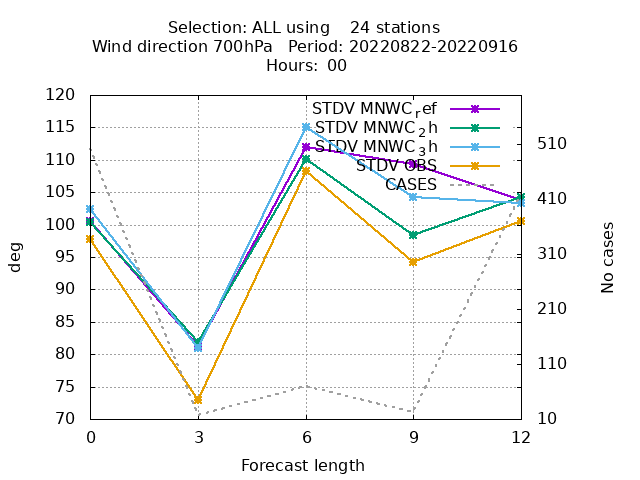 Selection: ALL using    24 stations
Wind direction 700hPa   Period: 20220822-20220916
Hours: 00
120
115
110
105
100
95
90
85
80
75
70
510
410
310
210
110
10
STDV MNWC_ref
STDV MNWC_2h
STDV MNWC_3h
STDV OBS
CASES
deg
No cases
0 3 6 9 12
Forecast length